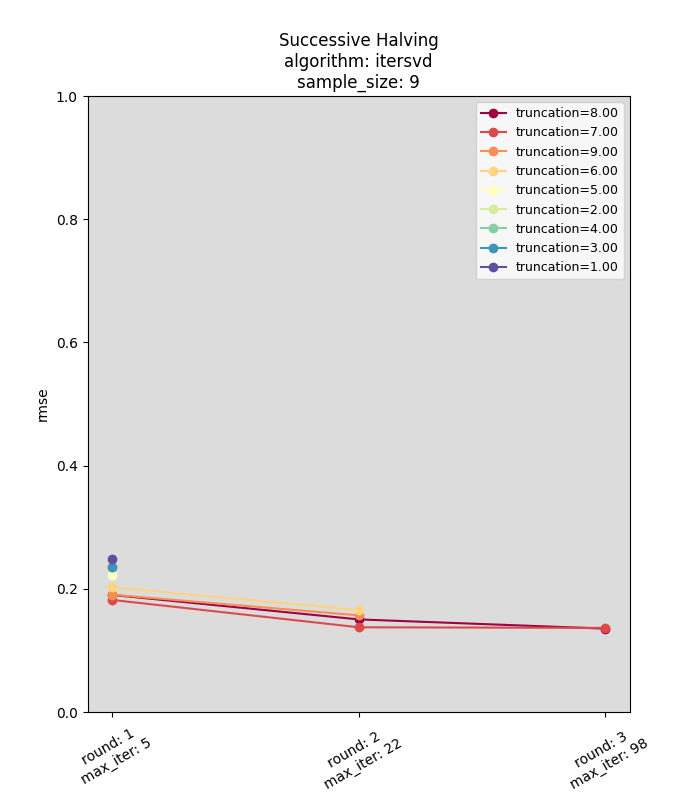 Successive Halving
algorithm: itersvd
sample_size: 9
1.0
0.8
0.6
0.4
0.2
0.0
rmse
truncation=8.00
truncation=7.00
truncation=9.00
truncation=6.00
truncation=5.00
truncation=2.00
truncation=4.00
truncation=3.00
truncation=1.00
round: 1
max_iter: 5
round: 2
max_iter: 22
round: 3
max_iter: 98